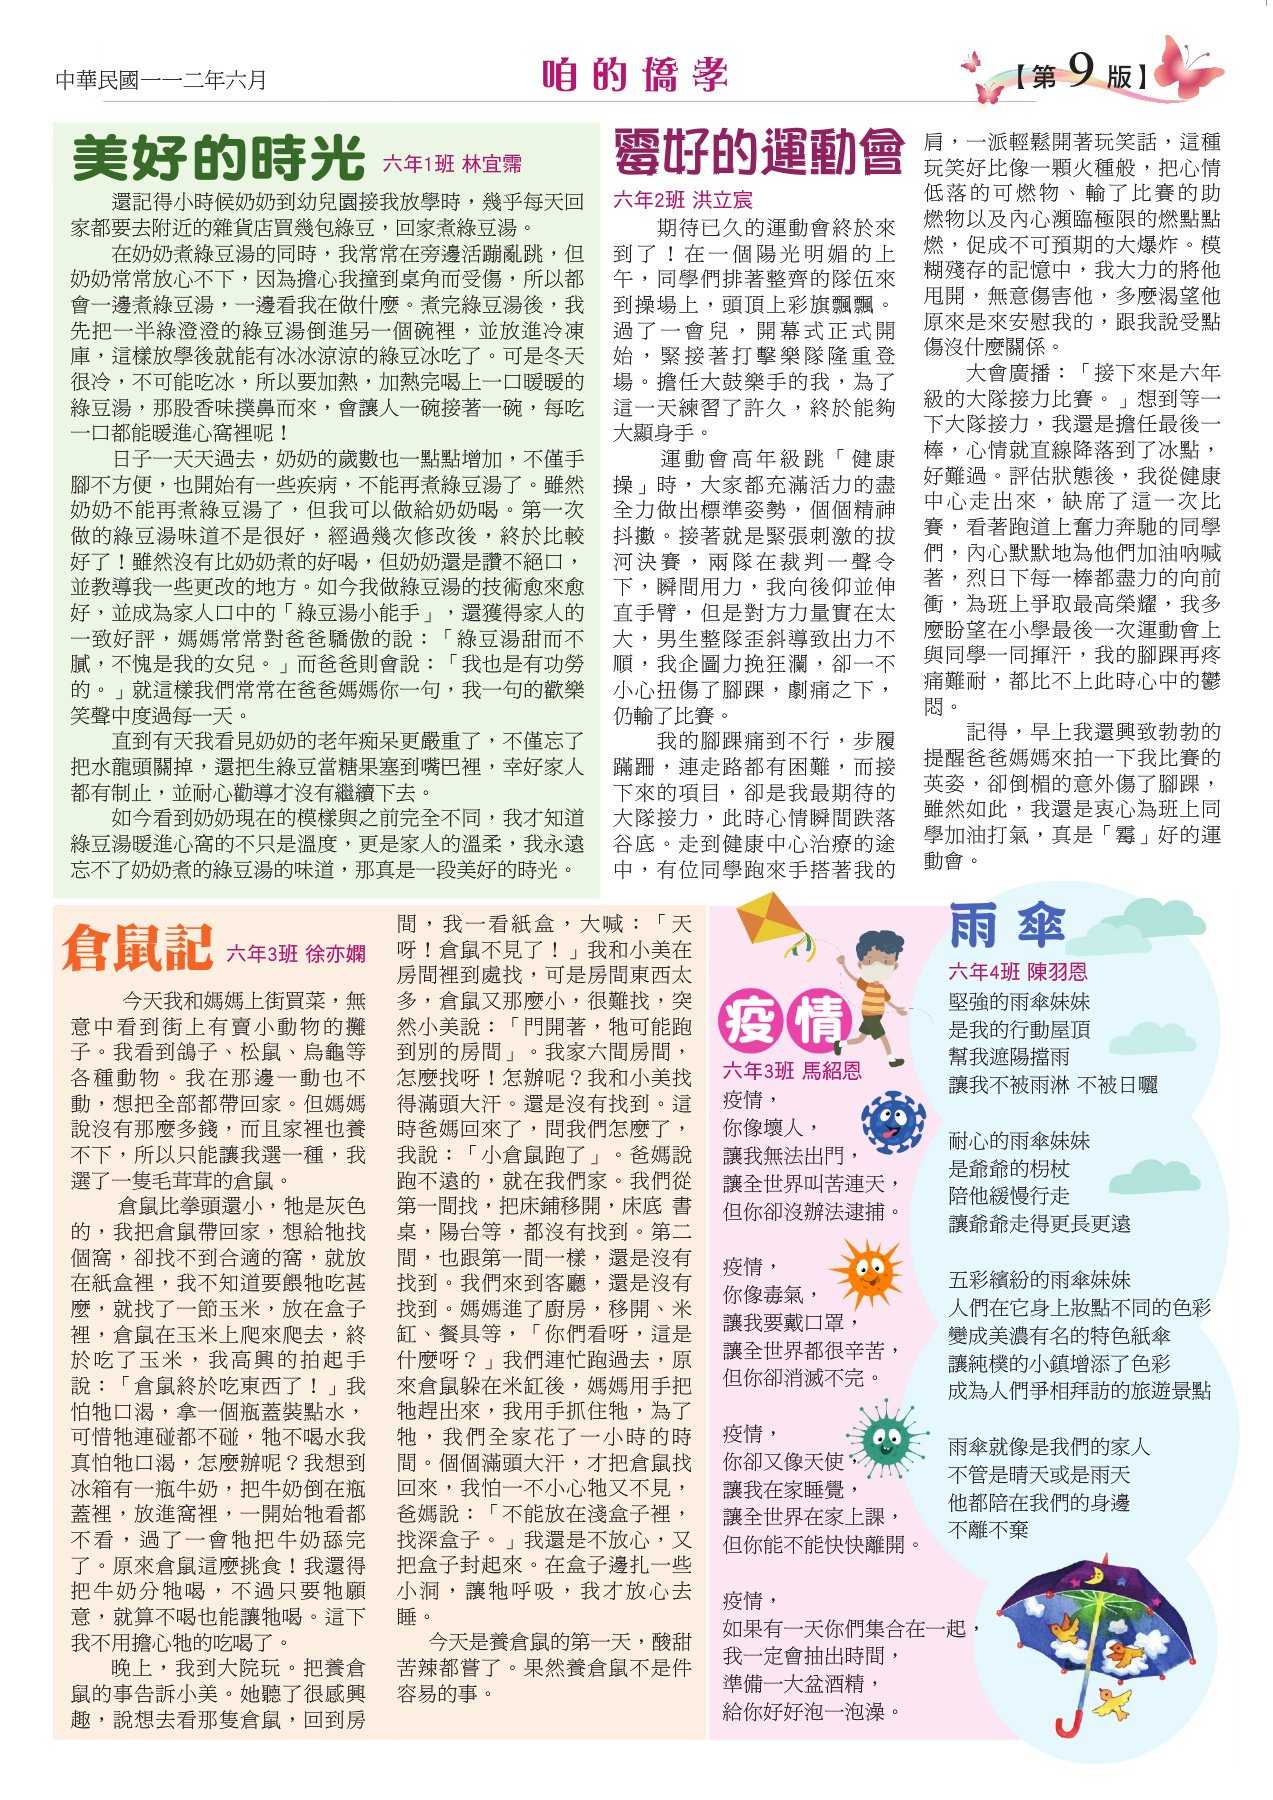 中華民國一一二年六月
咱的僑孝
【第9版】
美好的時光
六年1班 林宜霈
還記得小時候奶奶到幼兒園接我放學時，幾乎每天回
家都要去附近的雜貨店買幾包綠豆，回家煮綠豆湯。
在奶奶煮綠豆湯的同時，我常常在旁邊活蹦亂跳，但
奶奶常常放心不下，因為擔心我撞到桌角而受傷，所以都
會一邊煮綠豆湯，一邊看我在做什麼。煮完綠豆湯後，我
先把一半綠澄澄的綠豆湯倒進另一個碗裡，並放進冷凍
庫，這樣放學後就能有冰冰涼涼的綠豆冰吃了。可是冬天
很冷，不可能吃冰，所以要加熱，加熱完喝上一口暖暖的
綠豆湯，那股香味撲鼻而來，會讓人一碗接著一碗，每吃
一口都能暖進心窩裡呢！
日子一天天過去，奶奶的歲數也一點點增加，不僅手
腳不方便，也開始有一些疾病，不能再煮綠豆湯了。雖然
奶奶不能再煮綠豆湯了，但我可以做給奶奶喝。第一次
做的綠豆湯味道不是很好，經過幾次修改後，終於比較
好了！雖然沒有比奶奶煮的好喝，但奶奶還是讚不絕口，
並教導我一些更改的地方。如今我做綠豆湯的技術愈來愈
好，並成為家人口中的「綠豆湯小能手」，還獲得家人的
一致好評，媽媽常常對爸爸驕傲的說：「綠豆湯甜而不
膩，不愧是我的女兒。」而爸爸則會說：「我也是有功勞
的。」就這樣我們常常在爸爸媽媽你一句，我一句的歡樂
笑聲中度過每一天。
直到有天我看見奶奶的老年痴呆更嚴重了，不僅忘了
把水龍頭關掉，還把生綠豆當糖果塞到嘴巴裡，幸好家人
都有制止，並耐心勸導才沒有繼續下去。
如今看到奶奶現在的模樣與之前完全不同，我才知道
綠豆湯暖進心窩的不只是溫度，更是家人的溫柔，我永遠
忘不了奶奶煮的綠豆湯的味道，那真是一段美好的時光。
霉好的運動會
六年2班 洪立宸
期待已久的運動會終於來
到了！在一個陽光明媚的上
午，同學們排著整齊的隊伍來
到操場上，頭頂上彩旗飄飄。
過了一會兒，開幕式正式開
始，緊接著打擊樂隊隆重登
場。擔任大鼓樂手的我，為了
這一天練習了許久，終於能夠
大顯身手。
運動會高年級跳「健康
操」時，大家都充滿活力的盡
全力做出標準姿勢，個個精神
抖擻。接著就是緊張刺激的拔
河決賽，兩隊在裁判一聲令
下，瞬間用力，我向後仰並伸
直手臂，但是對方力量實在太
大，男生整隊歪斜導致出力不
順，我企圖力挽狂瀾，卻一不
小心扭傷了腳踝，劇痛之下，
仍輸了比賽。
我的腳踝痛到不行，步履
蹣跚，連走路都有困難，而接
下來的項目，卻是我最期待的
大隊接力，此時心情瞬間跌落
谷底。走到健康中心治療的途
中，有位同學跑來手搭著我的
肩，一派輕鬆開著玩笑話，這種
玩笑好比像一顆火種般，把心情
低落的可燃物、輸了比賽的助
燃物以及內心瀕臨極限的燃點點
燃，促成不可預期的大爆炸。模
糊殘存的記憶中，我大力的將他
甩開，無意傷害他，多麼渴望他
原來是來安慰我的，跟我說受點
傷沒什麼關係。
大會廣播：「接下來是六年
級的大隊接力比賽。」想到等一
下大隊接力，我還是擔任最後一
棒，心情就直線降落到了冰點，
好難過。評估狀態後，我從健康
中心走出來，缺席了這一次比
賽，看著跑道上奮力奔馳的同學
們，內心默默地為他們加油吶喊
著，烈日下每一棒都盡力的向前
衝，為班上爭取最高榮耀，我多
麼盼望在小學最後一次運動會上
與同學一同揮汗，我的腳踝再疼
痛難耐，都比不上此時心中的鬱
悶。
記得，早上我還興致勃勃的
提醒爸爸媽媽來拍一下我比賽的
英姿，卻倒楣的意外傷了腳踝，
雖然如此，我還是衷心為班上同
學加油打氣，真是「霉」好的運
動會。
倉鼠記
六年3班 徐亦嫻
今天我和媽媽上街買菜，無
意中看到街上有賣小動物的攤
子。我看到鴿子、松鼠、烏龜等
各種動物。我在那邊一動也不
動，想把全部都帶回家。但媽媽
說沒有那麼多錢，而且家裡也養
不下，所以只能讓我選一種，我
選了一隻毛茸茸的倉鼠。
倉鼠比拳頭還小，牠是灰色
的，我把倉鼠帶回家，想給牠找
個窩，卻找不到合適的窩，就放
在紙盒裡，我不知道要餵牠吃甚
麼，就找了一節玉米，放在盒子
裡，倉鼠在玉米上爬來爬去，終
於吃了玉米，我高興的拍起手
說：「倉鼠終於吃東西了！」我
怕牠口渴，拿一個瓶蓋裝點水，
可惜牠連碰都不碰，牠不喝水我
真怕牠口渴，怎麼辦呢？我想到
冰箱有一瓶牛奶，把牛奶倒在瓶
蓋裡，放進窩裡，一開始牠看都
不看，過了一會牠把牛奶舔完
了。原來倉鼠這麼挑食！我還得
把牛奶分牠喝，不過只要牠願
意，就算不喝也能讓牠喝。這下
我不用擔心牠的吃喝了。
晚上，我到大院玩。把養倉
鼠的事告訴小美。她聽了很感興
趣，說想去看那隻倉鼠，回到房
間，我一看紙盒，大喊：「天
呀！倉鼠不見了！」我和小美在
房間裡到處找，可是房間東西太
多，倉鼠又那麼小，很難找，突
然小美說：「門開著，牠可能跑
到別的房間」。我家六間房間，
怎麼找呀！怎辦呢？我和小美找
得滿頭大汗。還是沒有找到。這
時爸媽回來了，問我們怎麼了，
我說：「小倉鼠跑了」。爸媽說
跑不遠的，就在我們家。我們從
第一間找，把床鋪移開，床底 書
桌，陽台等，都沒有找到。第二
間，也跟第一間一樣，還是沒有
找到。我們來到客廳，還是沒有
找到。媽媽進了廚房，移開、米
缸、餐具等，「你們看呀，這是
什麼呀？」我們連忙跑過去，原
來倉鼠躲在米缸後，媽媽用手把
牠趕出來，我用手抓住牠，為了
牠，我們全家花了一小時的時
間。個個滿頭大汗，才把倉鼠找
回來，我怕一不小心牠又不見，
爸媽說：「不能放在淺盒子裡，
找深盒子。」我還是不放心，又
把盒子封起來。在盒子邊扎一些
小洞，讓牠呼吸，我才放心去
睡。
今天是養倉鼠的第一天，酸甜
苦辣都嘗了。果然養倉鼠不是件
容易的事。
疫情
六年3班 馬紹恩
疫情，
你像壞人，
讓我無法出門，
讓全世界叫苦連天，
但你卻沒辦法逮捕。
疫情，
你像毒氣，
讓我要戴口罩，
讓全世界都很辛苦，
但你卻消滅不完。
疫情，
你卻又像天使，
讓我在家睡覺，
讓全世界在家上課，
但你能不能快快離開。
疫情，
如果有一天你們集合在一起，
我一定會抽出時間，
準備一大盆酒精，
給你好好泡一泡澡。
雨傘
六年4班 陳羽恩
堅強的雨傘妹妹
是我的行動屋頂
幫我遮陽擋雨
讓我不被雨淋 不被日曬
耐心的雨傘妹妹
是爺爺的柺杖
陪他緩慢行走
讓爺爺走得更長更遠
五彩繽紛的雨傘妹妹
人們在它身上妝點不同的色彩
變成美濃有名的特色紙傘
讓純樸的小鎮增添了色彩
成為人們爭相拜訪的旅遊景點
雨傘就像是我們的家人
不管是晴天或是雨天
他都陪在我們的身邊
不離不棄